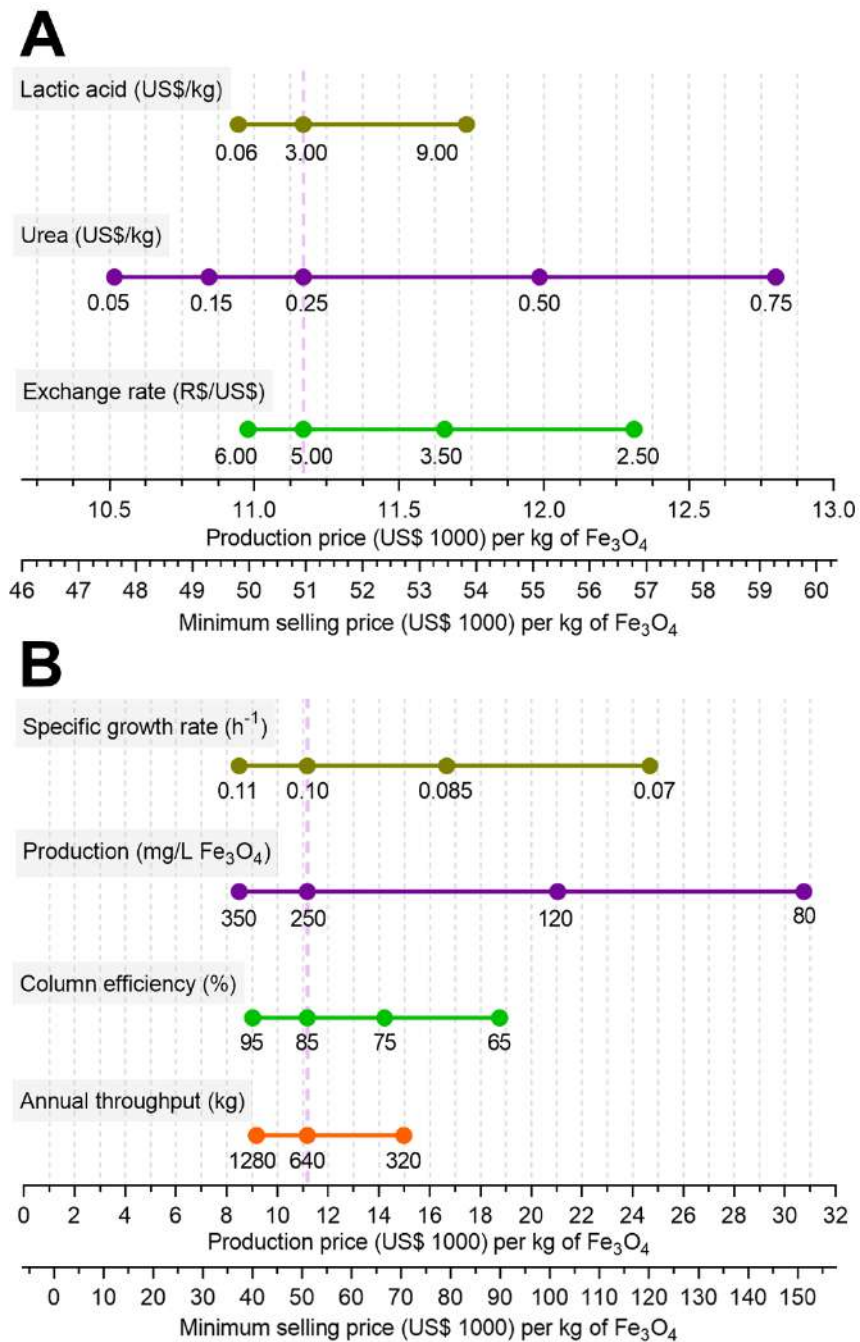 A
Lactic acid (US$/kg)
0.06 3.00 9.00
Urea (US$/kg)
0.05 0.15 0.25 0.50 0.75
Exchange rate (R$/US$)
6.00 5.00 3.50 2.50
10.5 11.0 11.5 12.0 12.5 13.0
Production price (US$ 1000) per kg of Fe₃O₄
46 47 48 49 50 51 52 53 54 55 56 57 58 59 60
Minimum selling price (US$ 1000) per kg of Fe₃O₄
B
Specific growth rate (h⁻¹)
0.11 0.10 0.085 0.07
Production (mg/L Fe₃O₄)
350 250 120 80
Column efficiency (%)
95 85 75 65
Annual throughput (kg)
1280 640 320
0 2 4 6 8 10 12 14 16 18 20 22 24 26 28 30 32
Production price (US$ 1000) per kg of Fe₃O₄
0 10 20 30 40 50 60 70 80 90 100 110 120 130 140 150
Minimum selling price (US$ 1000) per kg of Fe₃O₄